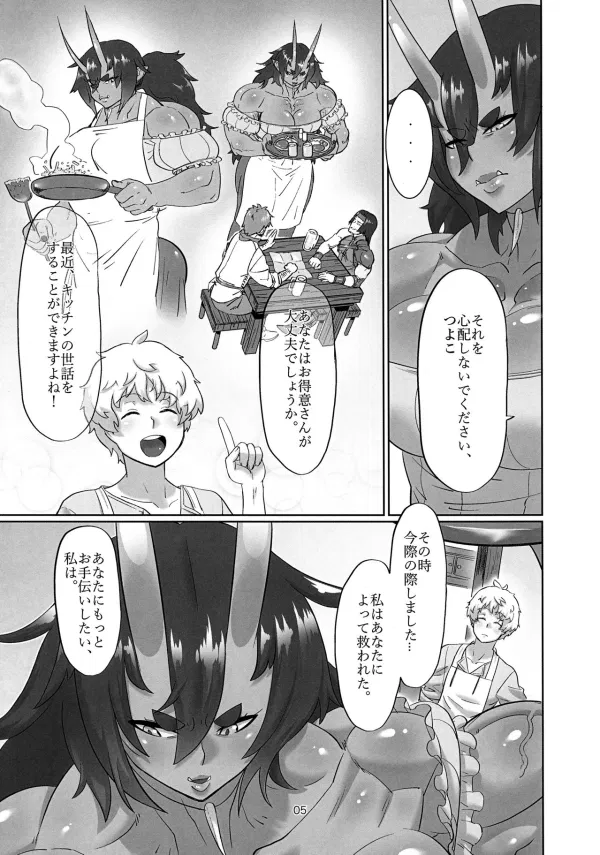 ・・・
それを
心配しないでください、
つよこ
あなたはお得意さんが
大丈夫でしょうか。
最近、キッチンの世話を
することができますよね！
その時
今際の際しました…
私はあなたに
よって救われた。
あなたにもっと
お手伝いしたい、
私は。
05